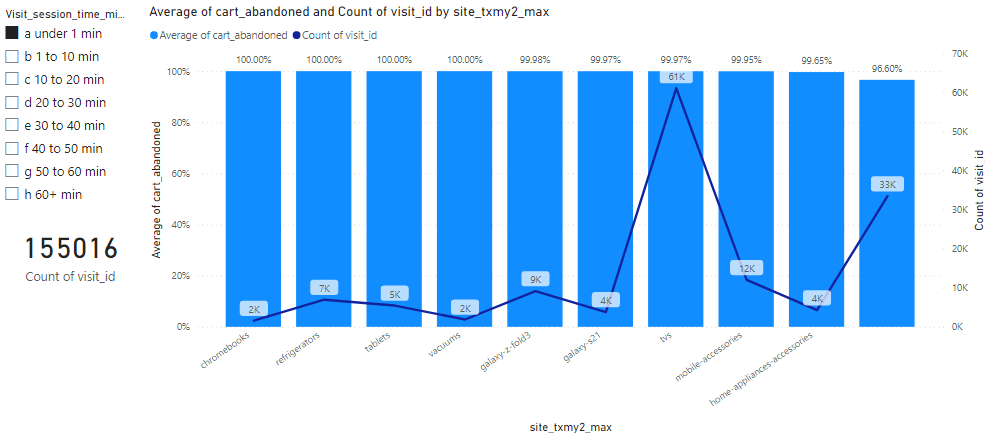 Visit_session_time_mi...
a under 1 min
b 1 to 10 min
c 10 to 20 min
d 20 to 30 min
e 30 to 40 min
f 40 to 50 min
g 50 to 60 min
h 60+ min
155016
Count of visit_id
Average of cart_abandoned and Count of visit_id by site_txmy2_max
Average of cart_abandoned Count of visit_id
Average of cart_abandoned
100%
80%
60%
40%
20%
0%
100.00% 100.00% 100.00% 100.00% 99.98% 99.97% 99.97% 99.95% 99.65% 96.60%
2K 7K 5K 2K 9K 4K 61K 12K 4K 33K
70K
60K
50K
40K
30K
20K
10K
0K
Count of visit_id
chromebooks
refrigerators
tablets
vacuums
galaxy-z-fold3
galaxy-s21
tvs
mobile-accessories
home-appliances-accessories
site_txmy2_max